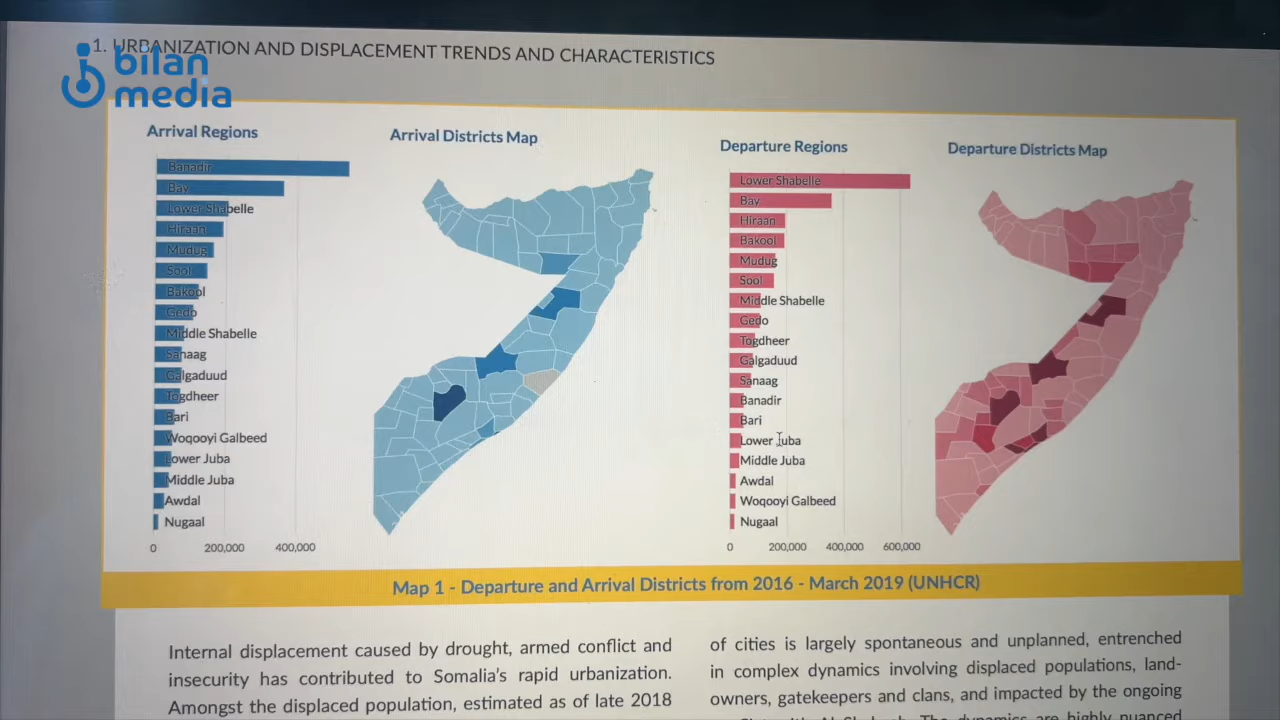 1. URBANIZATION AND DISPLACEMENT TRENDS AND CHARACTERISTICS
bilan
media
Arrival Regions
Banadir
Bay
Lower Shabelle
Hiraan
Mudug
Sool
Bakool
Gedo
Middle Shabelle
Sanaag
Galgaduud
Togdheer
Bari
Woqooyi Galbeed
Lower Juba
Middle Juba
Awdal
Nugaal
0 200,000 400,000
Arrival Districts Map
Departure Regions
Lower Shabelle
Bay
Hiraan
Bakool
Mudug
Sool
Middle Shabelle
Gedo
Togdheer
Galgaduud
Sanaag
Banadir
Bari
Lower Juba
Middle Juba
Awdal
Woqooyi Galbeed
Nugaal
0 200,000 400,000 600,000
Departure Districts Map
Map 1 - Departure and Arrival Districts from 2016 - March 2019 (UNHCR)
Internal displacement caused by drought, armed conflict and
insecurity has contributed to Somalia's rapid urbanization.
Amongst the displaced population, estimated as of late 2018
of cities is largely spontaneous and unplanned, entrenched
in complex dynamics involving displaced populations, land-
owners, gatekeepers and clans, and impacted by the ongoing